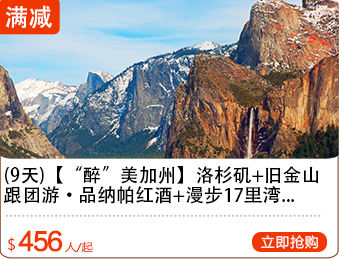 满减
(9天)【“醉”美加州】洛杉矶+旧金山
跟团游·品纳帕红酒+漫步17里湾...
$456人/起
立即抢购